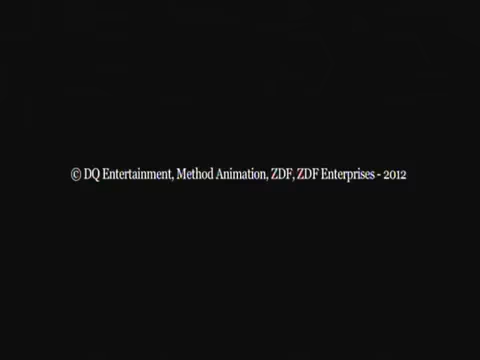 © DQ Entertainment, Method Animation, ZDF, ZDF Enterprises - 2012